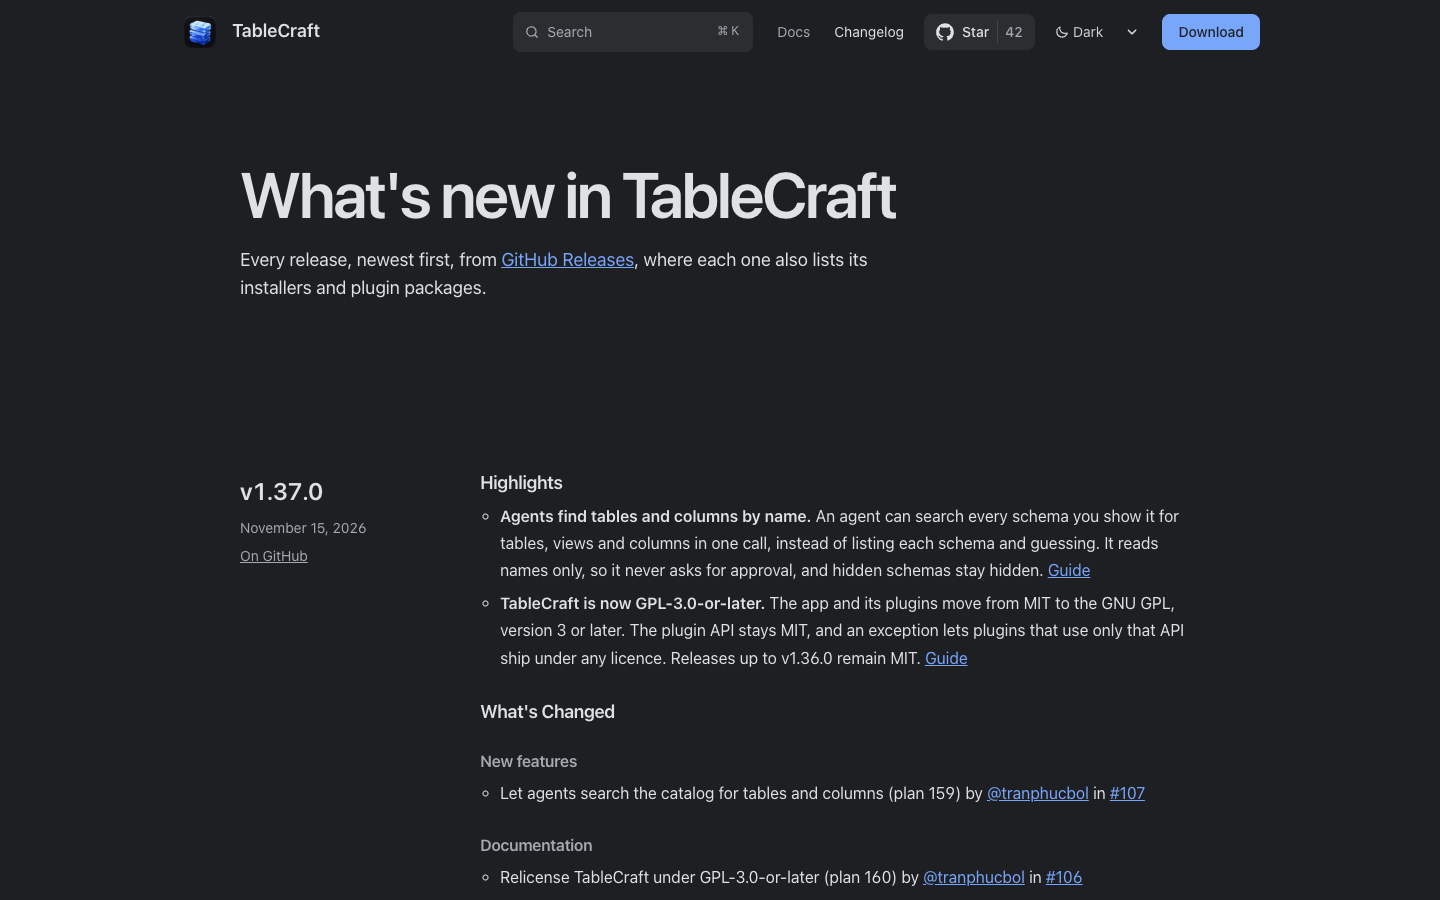 TableCraft
Search
⌘ K
Docs
Changelog
Star
42
Dark
Download
What's new in TableCraft
Every release, newest first, from GitHub Releases, where each one also lists its
installers and plugin packages.
v1.37.0
November 15, 2026
On GitHub
Highlights
Agents find tables and columns by name. An agent can search every schema you show it for
tables, views and columns in one call, instead of listing each schema and guessing. It reads
names only, so it never asks for approval, and hidden schemas stay hidden. Guide
TableCraft is now GPL-3.0-or-later. The app and its plugins move from MIT to the GNU GPL,
version 3 or later. The plugin API stays MIT, and an exception lets plugins that use only that API
ship under any licence. Releases up to v1.36.0 remain MIT. Guide
What's Changed
New features
Let agents search the catalog for tables and columns (plan 159) by @tranphucbol in #107
Documentation
Relicense TableCraft under GPL-3.0-or-later (plan 160) by @tranphucbol in #106